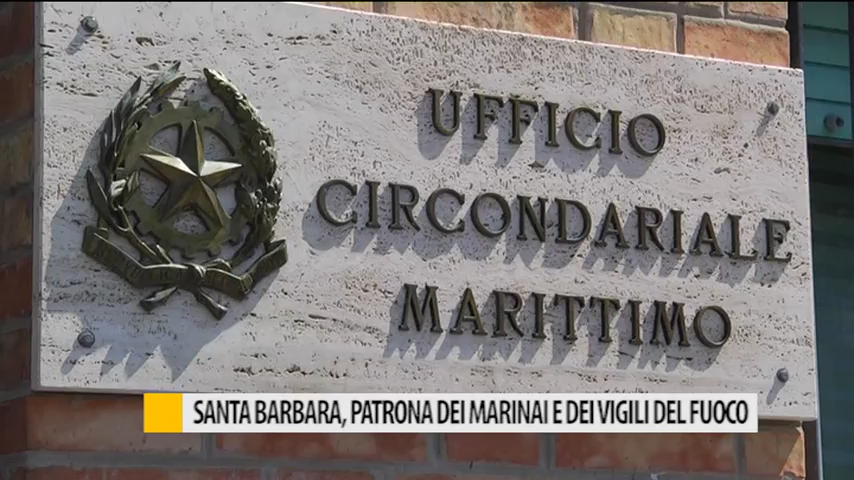 UFFICIO
CIRCONDARIALE
MARITTIMO
SANTA BARBARA, PATRONA DEI MARINAI E DEI VIGILI DEL FUOCO